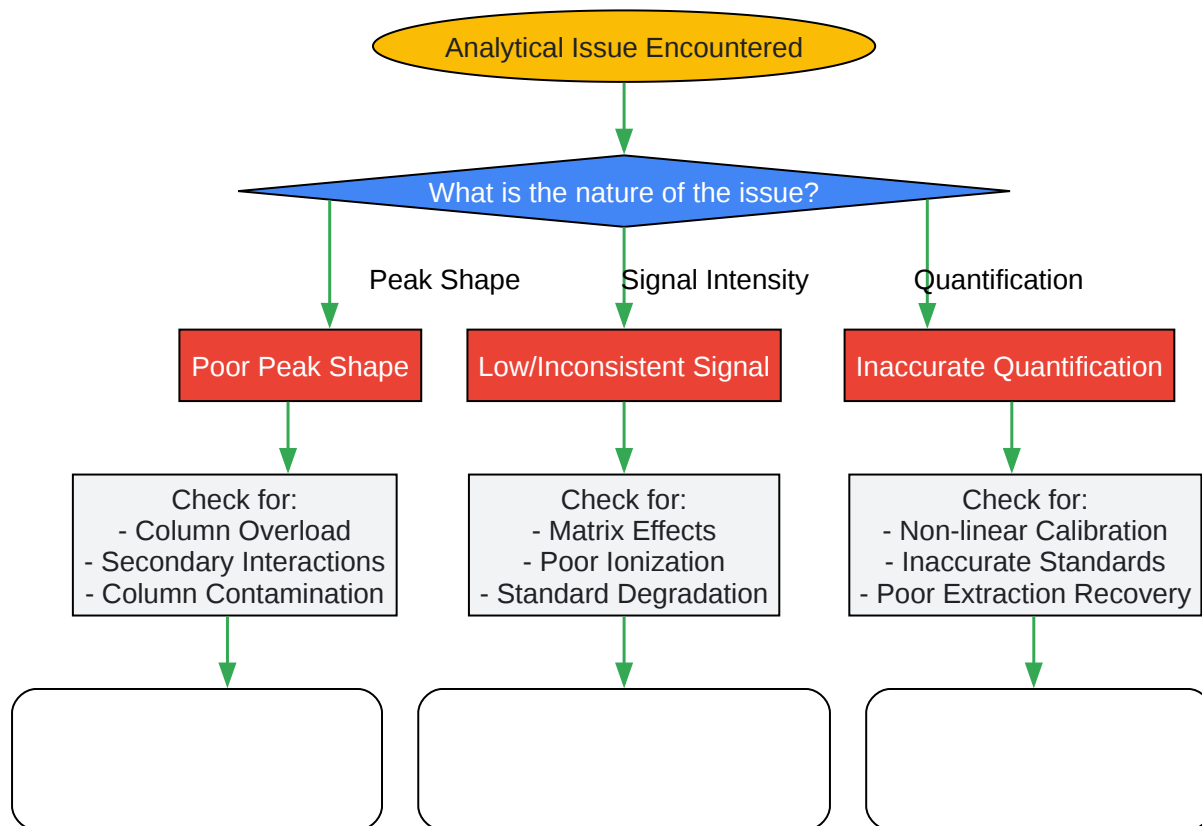 Analytical Issue Encountered
What is the nature of the issue?
Peak Shape
Signal Intensity
Quantification
Poor Peak Shape
Low/Inconsistent Signal
Inaccurate Quantification
Check for:
- Column Overload
- Secondary Interactions
- Column Contamination
Check for:
- Matrix Effects
- Poor Ionization
- Standard Degradation
Check for:
- Non-linear Calibration
- Inaccurate Standards
- Poor Extraction Recovery